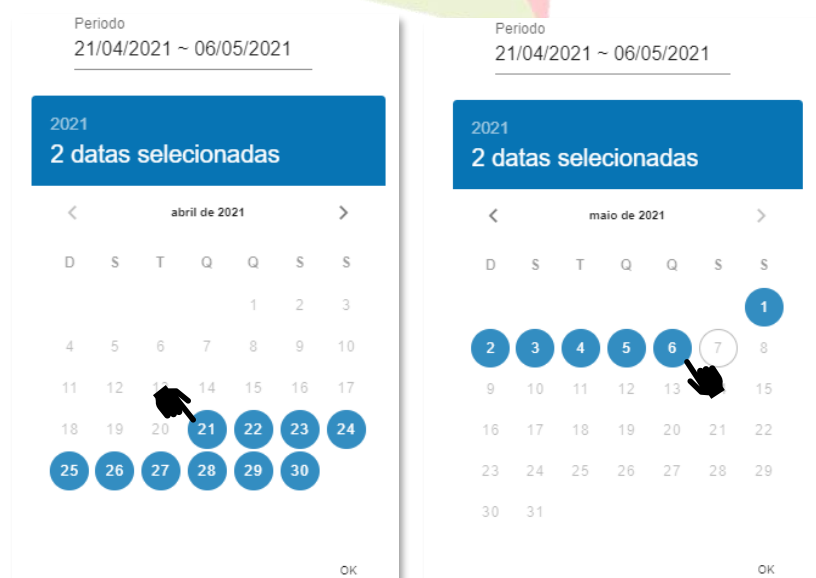 Periodo
21/04/2021 ~ 06/05/2021
2021
2 datas selecionadas
abril de 2021
D S T Q Q S S
1 2 3
4 5 6 7 8 9 10
11 12 13 14 15 16 17
18 19 20 21 22 23 24
25 26 27 28 29 30
OK
Periodo
21/04/2021 ~ 06/05/2021
2021
2 datas selecionadas
maio de 2021
D S T Q Q S S
1
2 3 4 5 6 7 8
9 10 11 12 13 15
16 17 18 19 20 21 22
23 24 25 26 27 28 29
30 31
OK